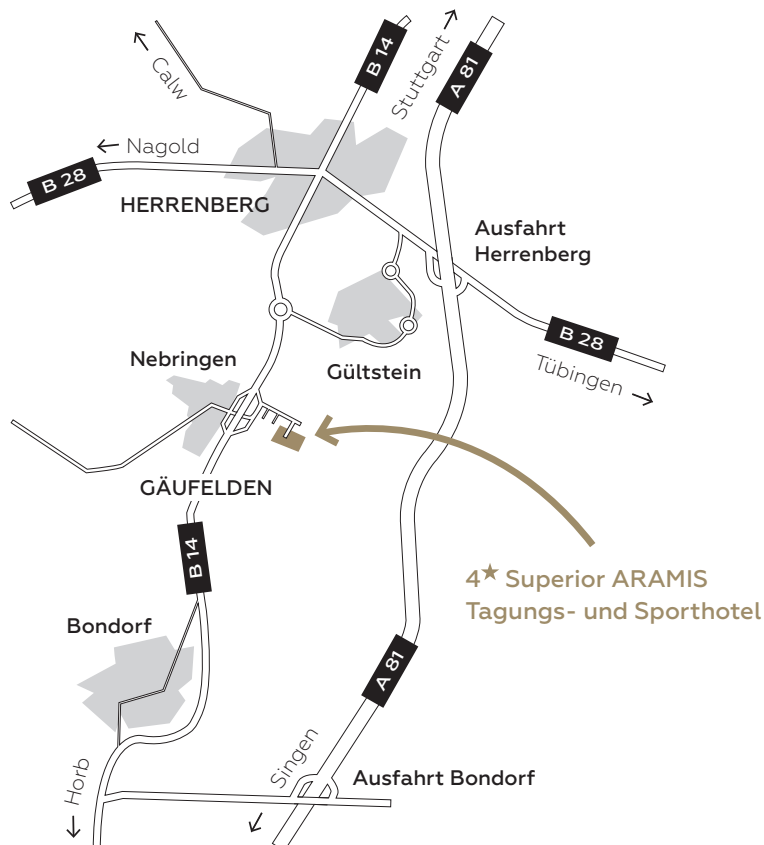 B 14
Stuttgart
A 81
Calw
Nagold
B 28
HERRENBERG
Ausfahrt
Herrenberg
B 28
Tübingen
Nebringen
Gültstein
GÄUFELDEN
B 14
4★ Superior ARAMIS
Tagungs- und Sporthotel
Bondorf
A 81
Singen
Horb
Ausfahrt Bondorf